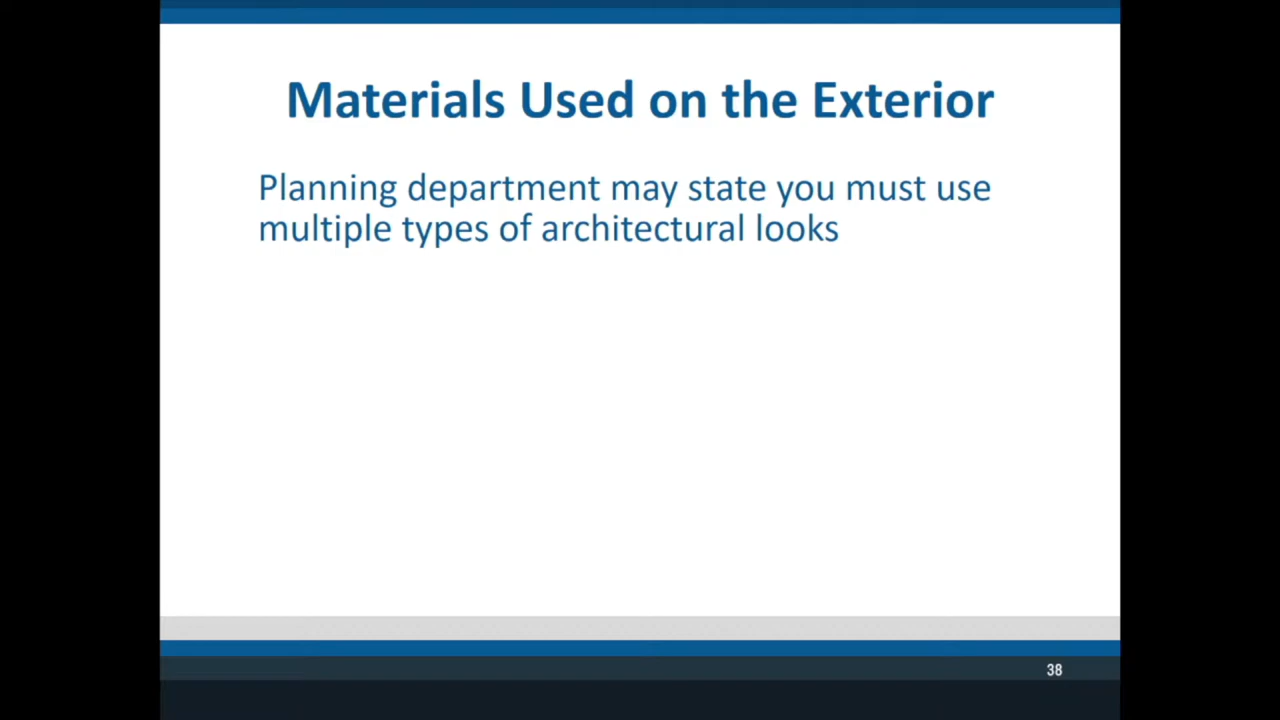 Materials Used on the Exterior
Planning department may state you must use
multiple types of architectural looks
38